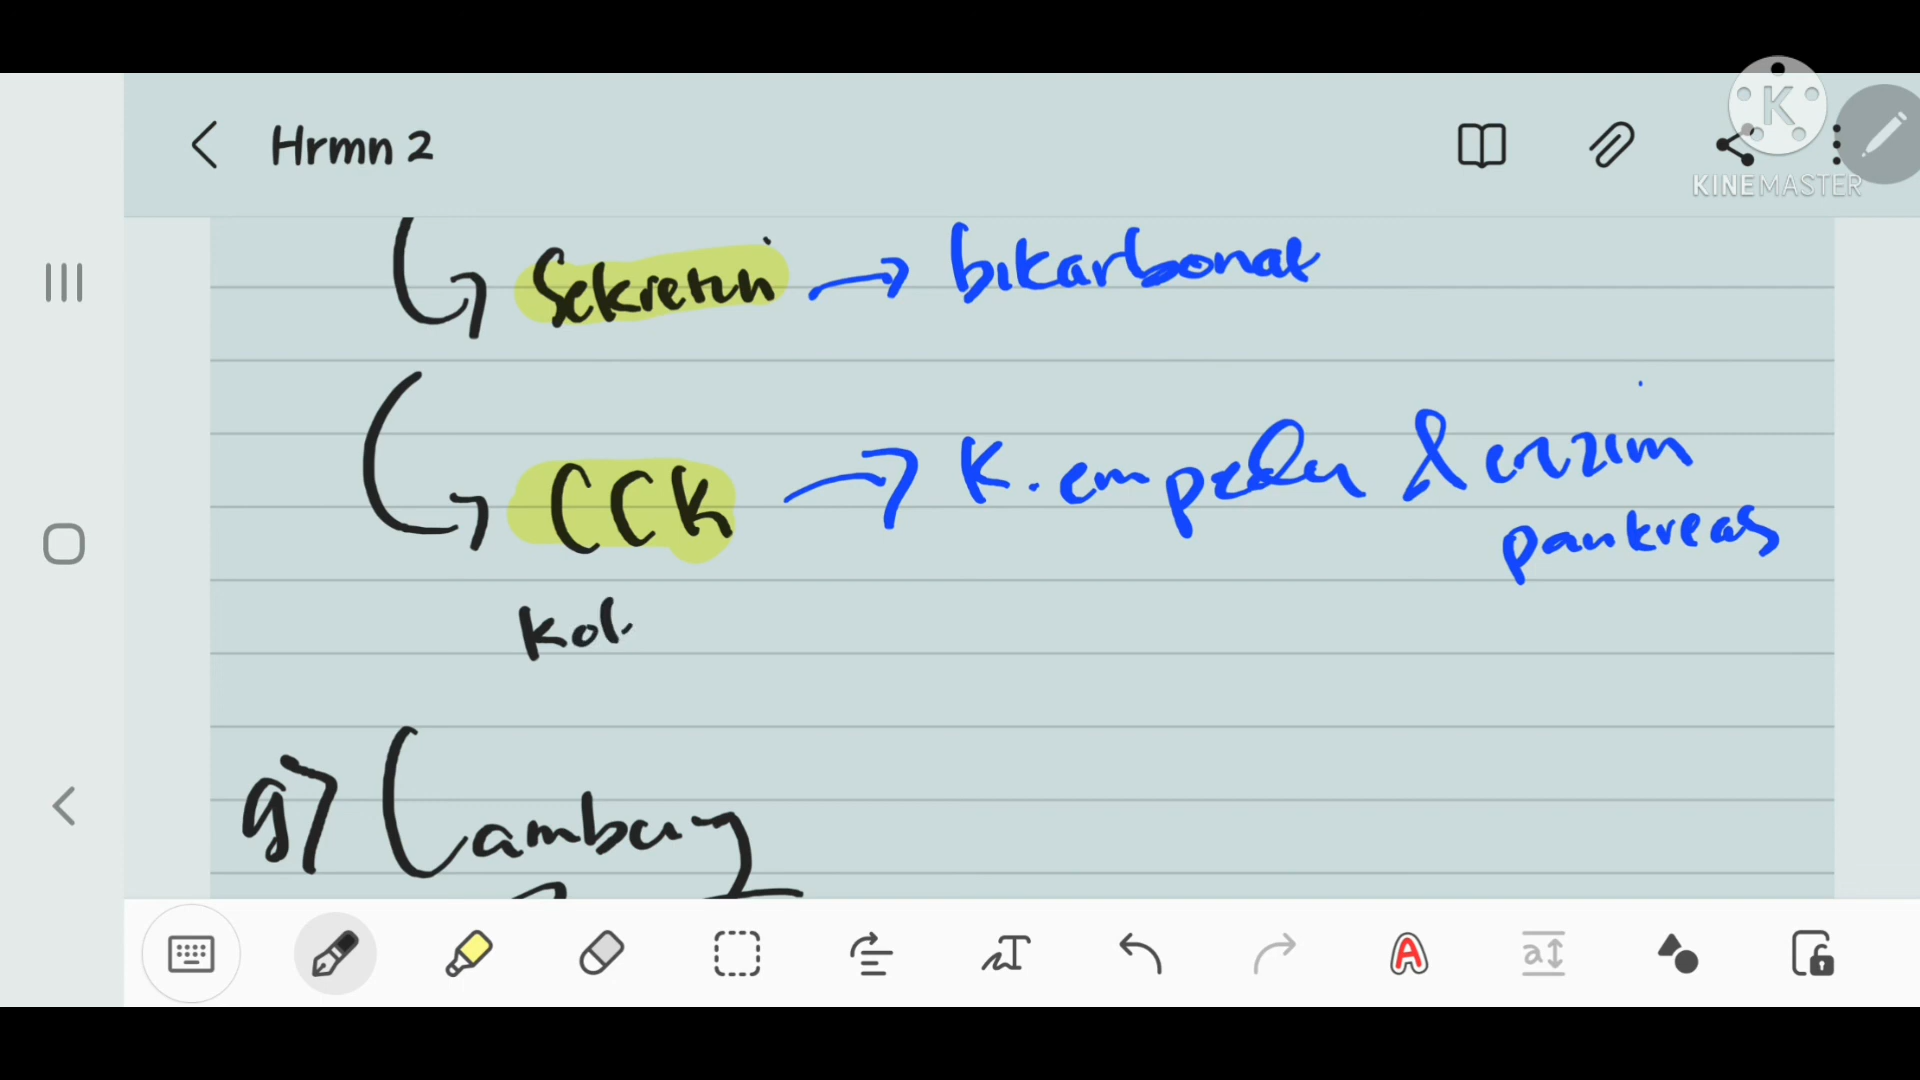 Hrmn 2
KINEMASTER
Sekretin → bikarbonat
CCK → K. empedu & enzim
pankreas
Kol.
g) Lambung